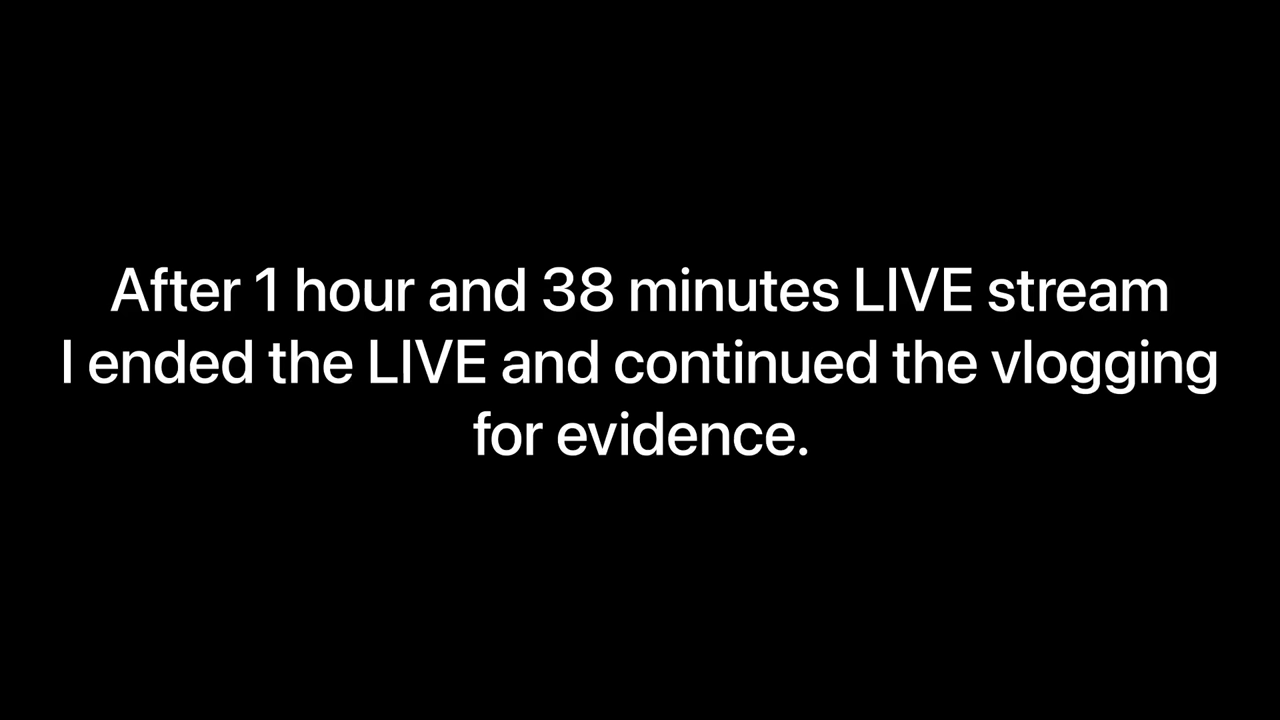 After 1 hour and 38 minutes LIVE stream
I ended the LIVE and continued the vlogging
for evidence.